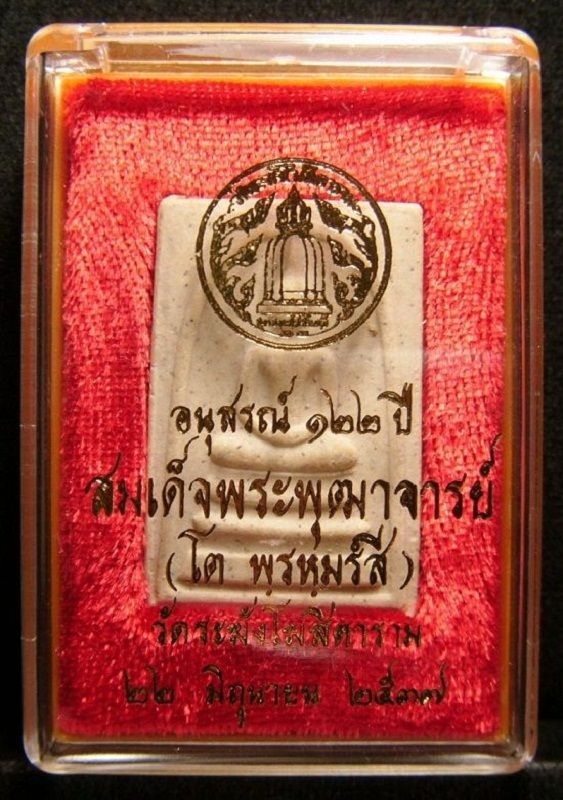 อนุสรณ์ ๑๒๒ ปี
สมเด็จพระพุฒาจารย์
(โต พฺรหฺมรํสี)
วัดระฆังโฆสิตาราม
๒๒ มิถุนายน ๒๕๓๗